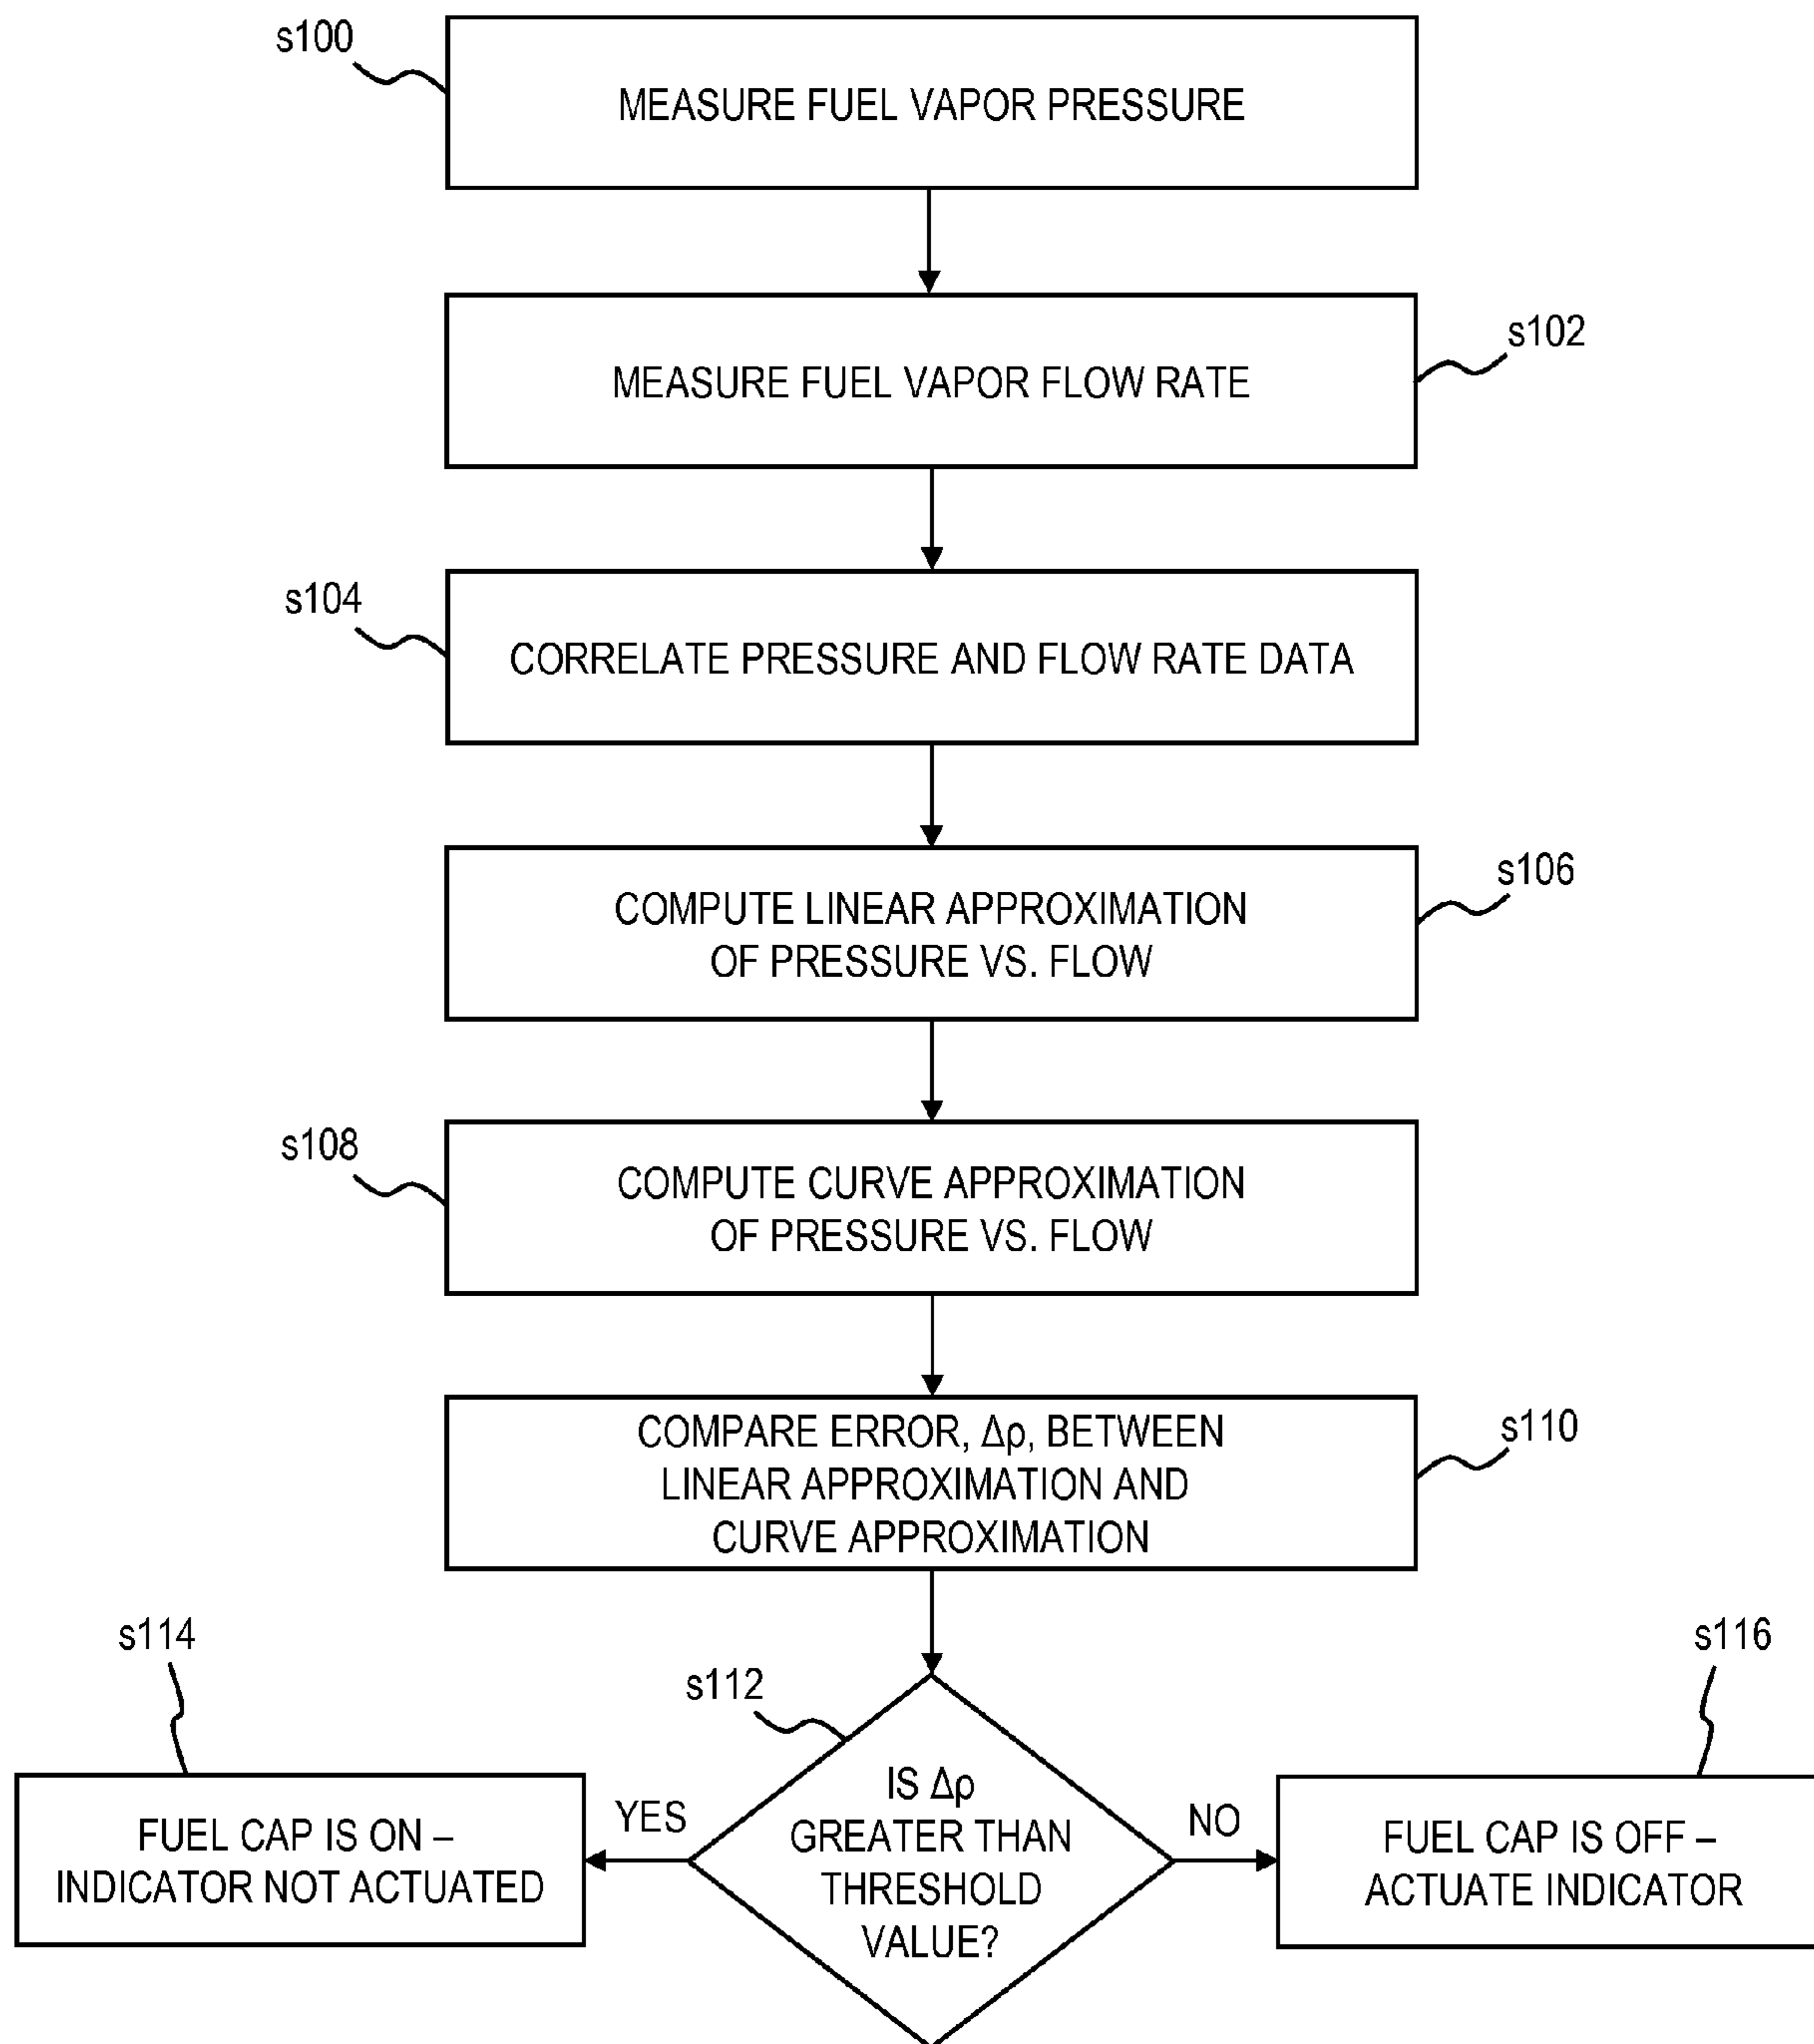 s100
MEASURE FUEL VAPOR PRESSURE
s102
MEASURE FUEL VAPOR FLOW RATE
s104
CORRELATE PRESSURE AND FLOW RATE DATA
s106
COMPUTE LINEAR APPROXIMATION
OF PRESSURE VS. FLOW
s108
COMPUTE CURVE APPROXIMATION
OF PRESSURE VS. FLOW
s110
COMPARE ERROR, Δρ, BETWEEN
LINEAR APPROXIMATION AND
CURVE APPROXIMATION
s112
IS Δρ
GREATER THAN
THRESHOLD
VALUE?
YES
s114
FUEL CAP IS ON –
INDICATOR NOT ACTUATED
NO
s116
FUEL CAP IS OFF –
ACTUATE INDICATOR